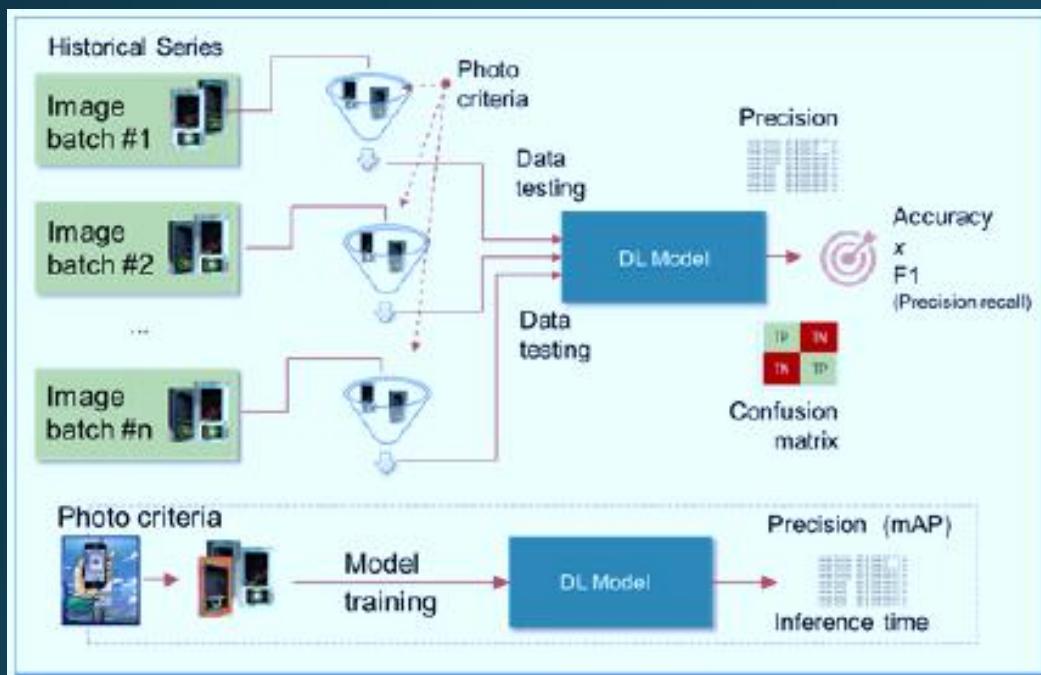 Historical Series
Image
batch #1
Photo
criteria
Image
batch #2
...
Image
batch #n
Data
testing
Data
testing
DL Model
Precision
Accuracy
x
F1
(Precision recall)
TP TN
TN TP
Confusion
matrix
Photo criteria
Model
training
DL Model
Precision (mAP)
Inference time